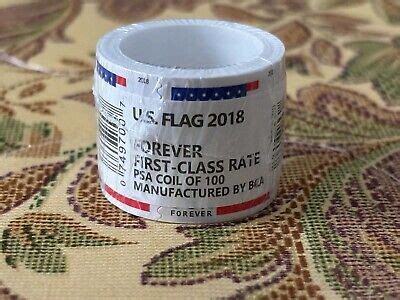 2018
U.S. FLAG 2018
FOREVER
FIRST-CLASS RATE
PSA COIL OF 100
MANUFACTURED BY BCA
FOREVER